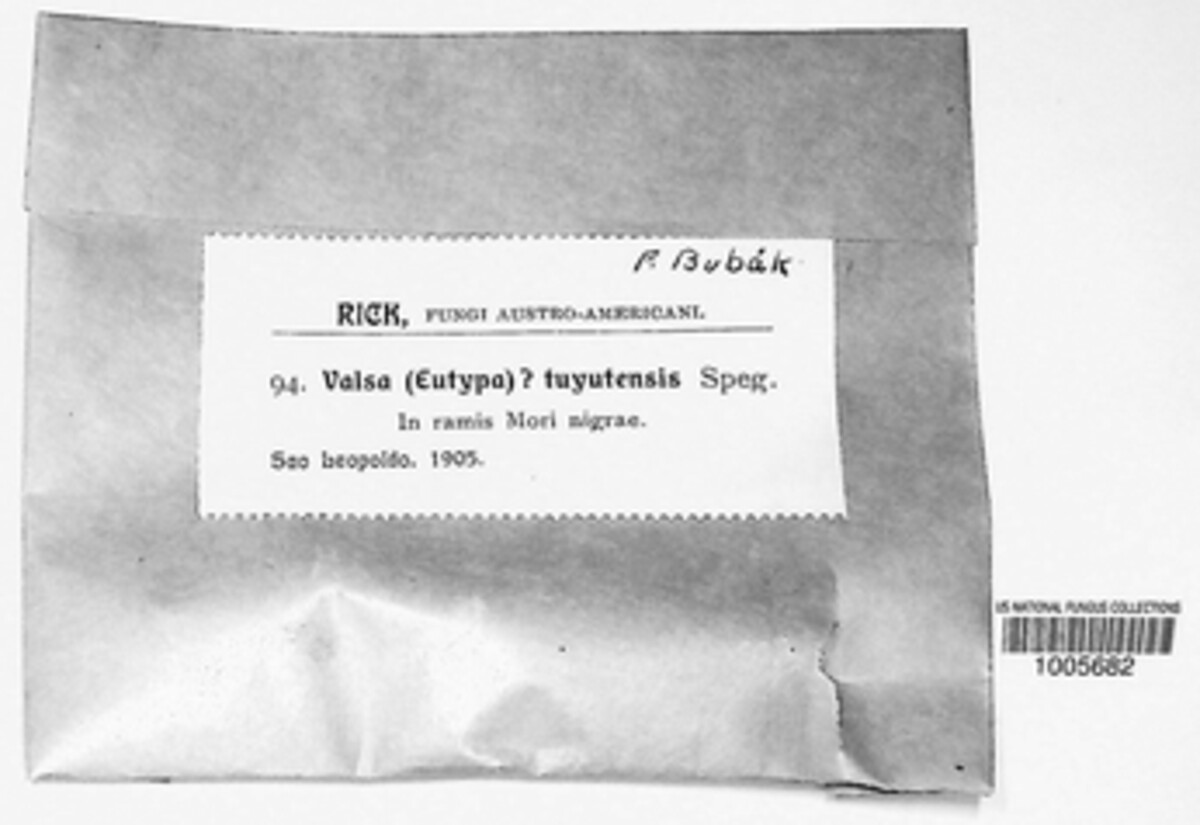 F. Bubák
RICK, FUNGI AUSTRO-AMERICANI.
94. Valsa (Eutypa)? tuyutensis Speg.
In ramis Mori nigrae.
Sao Leopoldo. 1905.
US NATIONAL FUNGUS COLLECTIONS
1005682